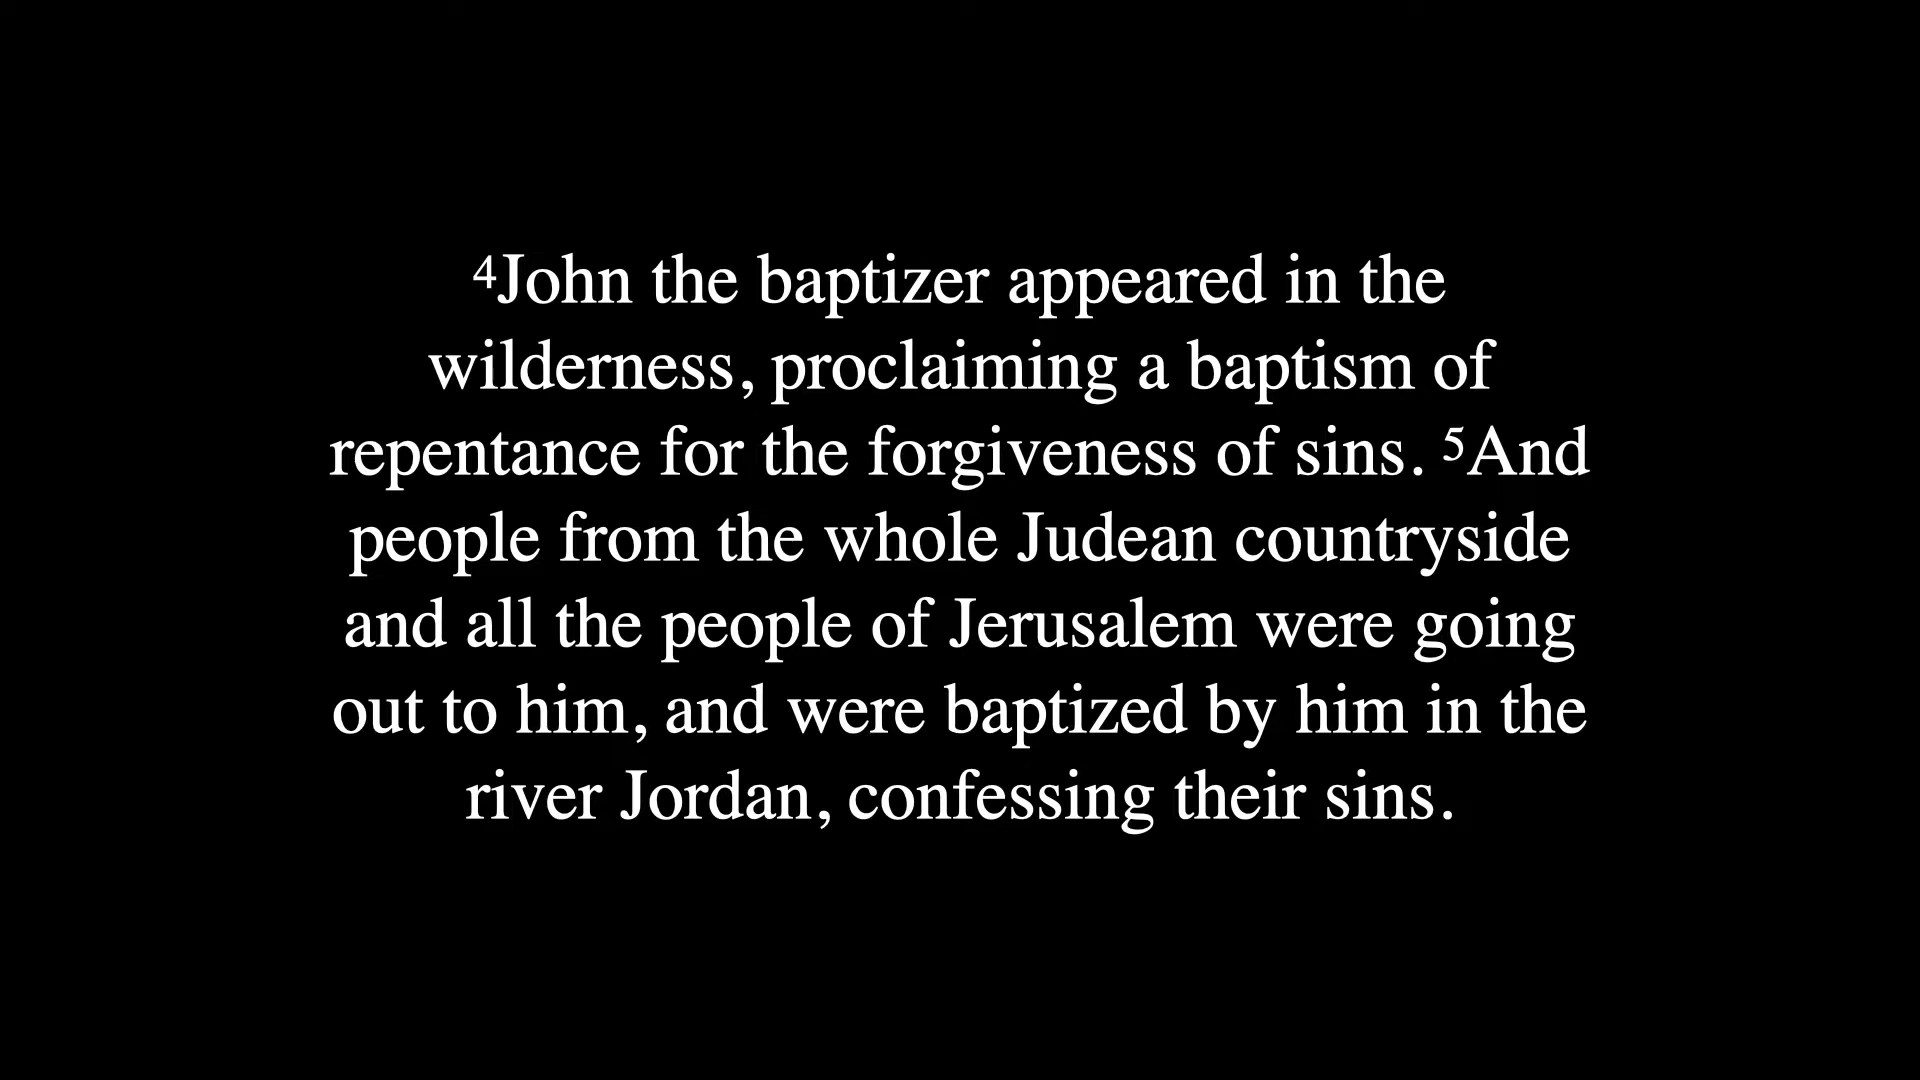 ⁴John the baptizer appeared in the
wilderness, proclaiming a baptism of
repentance for the forgiveness of sins. ⁵And
people from the whole Judean countryside
and all the people of Jerusalem were going
out to him, and were baptized by him in the
river Jordan, confessing their sins.